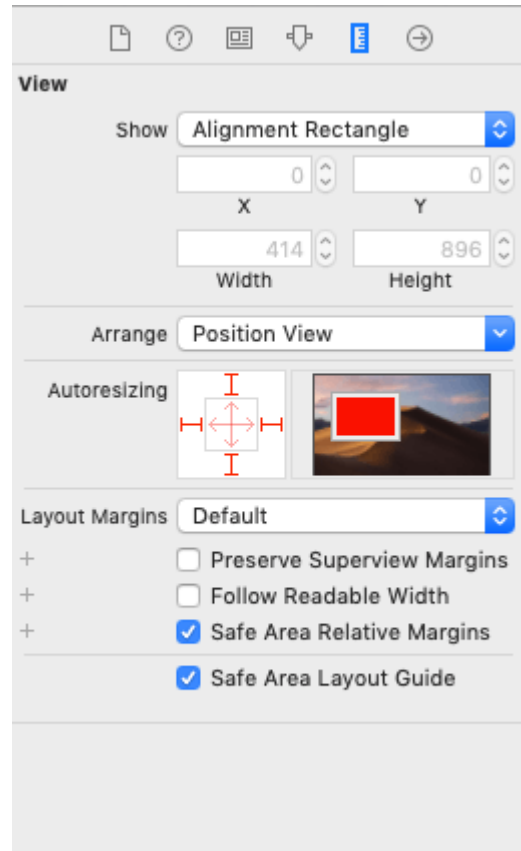 View
Show Alignment Rectangle
0 0
X Y
414 896
Width Height
Arrange Position View
Autoresizing
Layout Margins Default
+ Preserve Superview Margins
+ Follow Readable Width
+ Safe Area Relative Margins
Safe Area Layout Guide